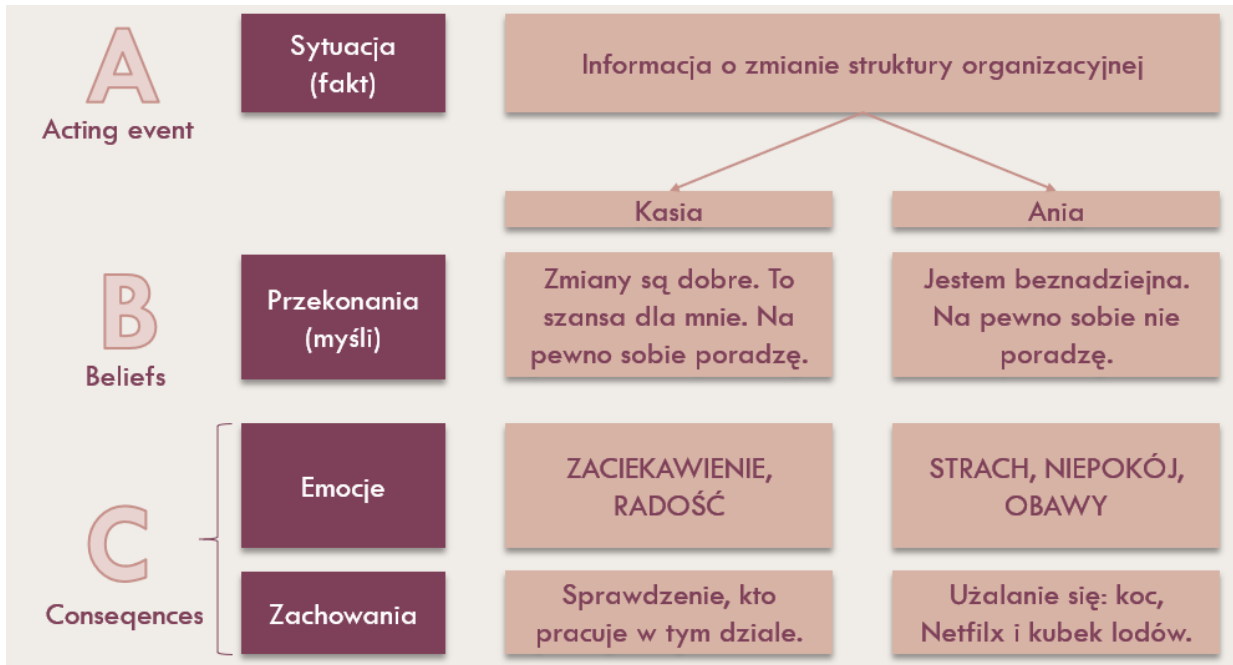 A
Acting event
Sytuacja
(fakt)
Informacja o zmianie struktury organizacyjnej
Kasia
Ania
B
Beliefs
Przekonania
(myśli)
Zmiany są dobre. To
szansa dla mnie. Na
pewno sobie poradzę.
Jestem beznadziejna.
Na pewno sobie nie
poradzę.
C
Conseqences
Emocje
ZACIEKAWIENIE,
RADOŚĆ
STRACH, NIEPOKÓJ,
OBAWY
Zachowania
Sprawdzenie, kto
pracuje w tym dziale.
Użalanie się: koc,
Netfilx i kubek lodów.